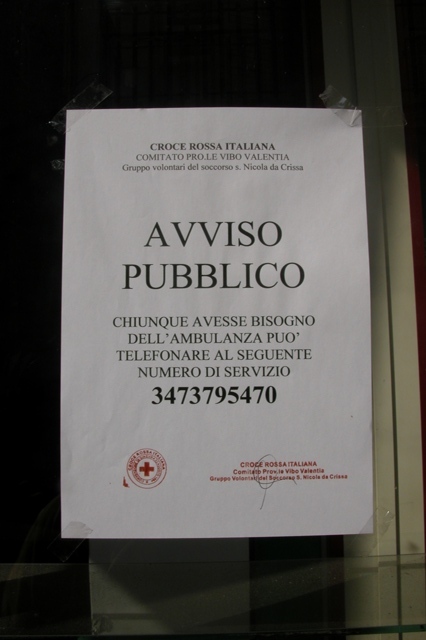 CROCE ROSSA ITALIANA
COMITATO PRO.LE VIBO VALENTIA
Gruppo volontari del soccorso s. Nicola da Crissa
AVVISO
PUBBLICO
CHIUNQUE AVESSE BISOGNO
DELL'AMBULANZA PUO'
TELEFONARE AL SEGUENTE
NUMERO DI SERVIZIO
3473795470
CROCE ROSSA ITALIANA
Comitato Prov.le Vibo Valentia
Gruppo Volontari del Soccorso S. Nicola da Crissa